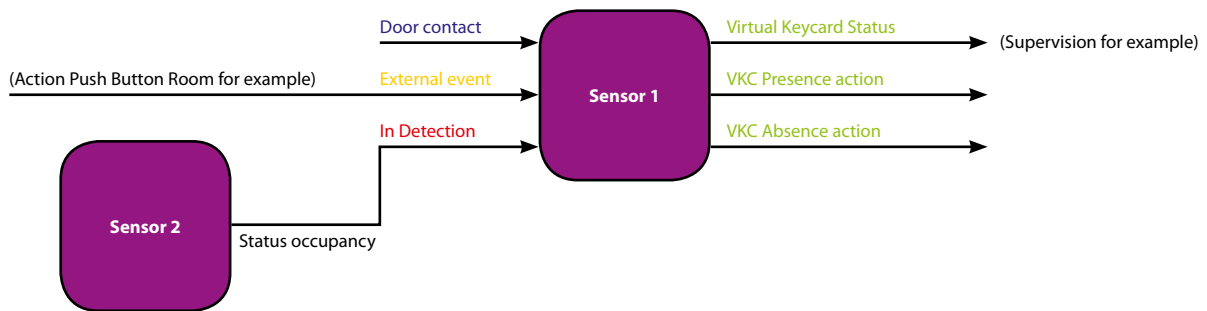 Door contact
Virtual Keycard Status
(Supervision for example)
(Action Push Button Room for example)
External event
Sensor 1
VKC Presence action
In Detection
VKC Absence action
Sensor 2
Status occupancy